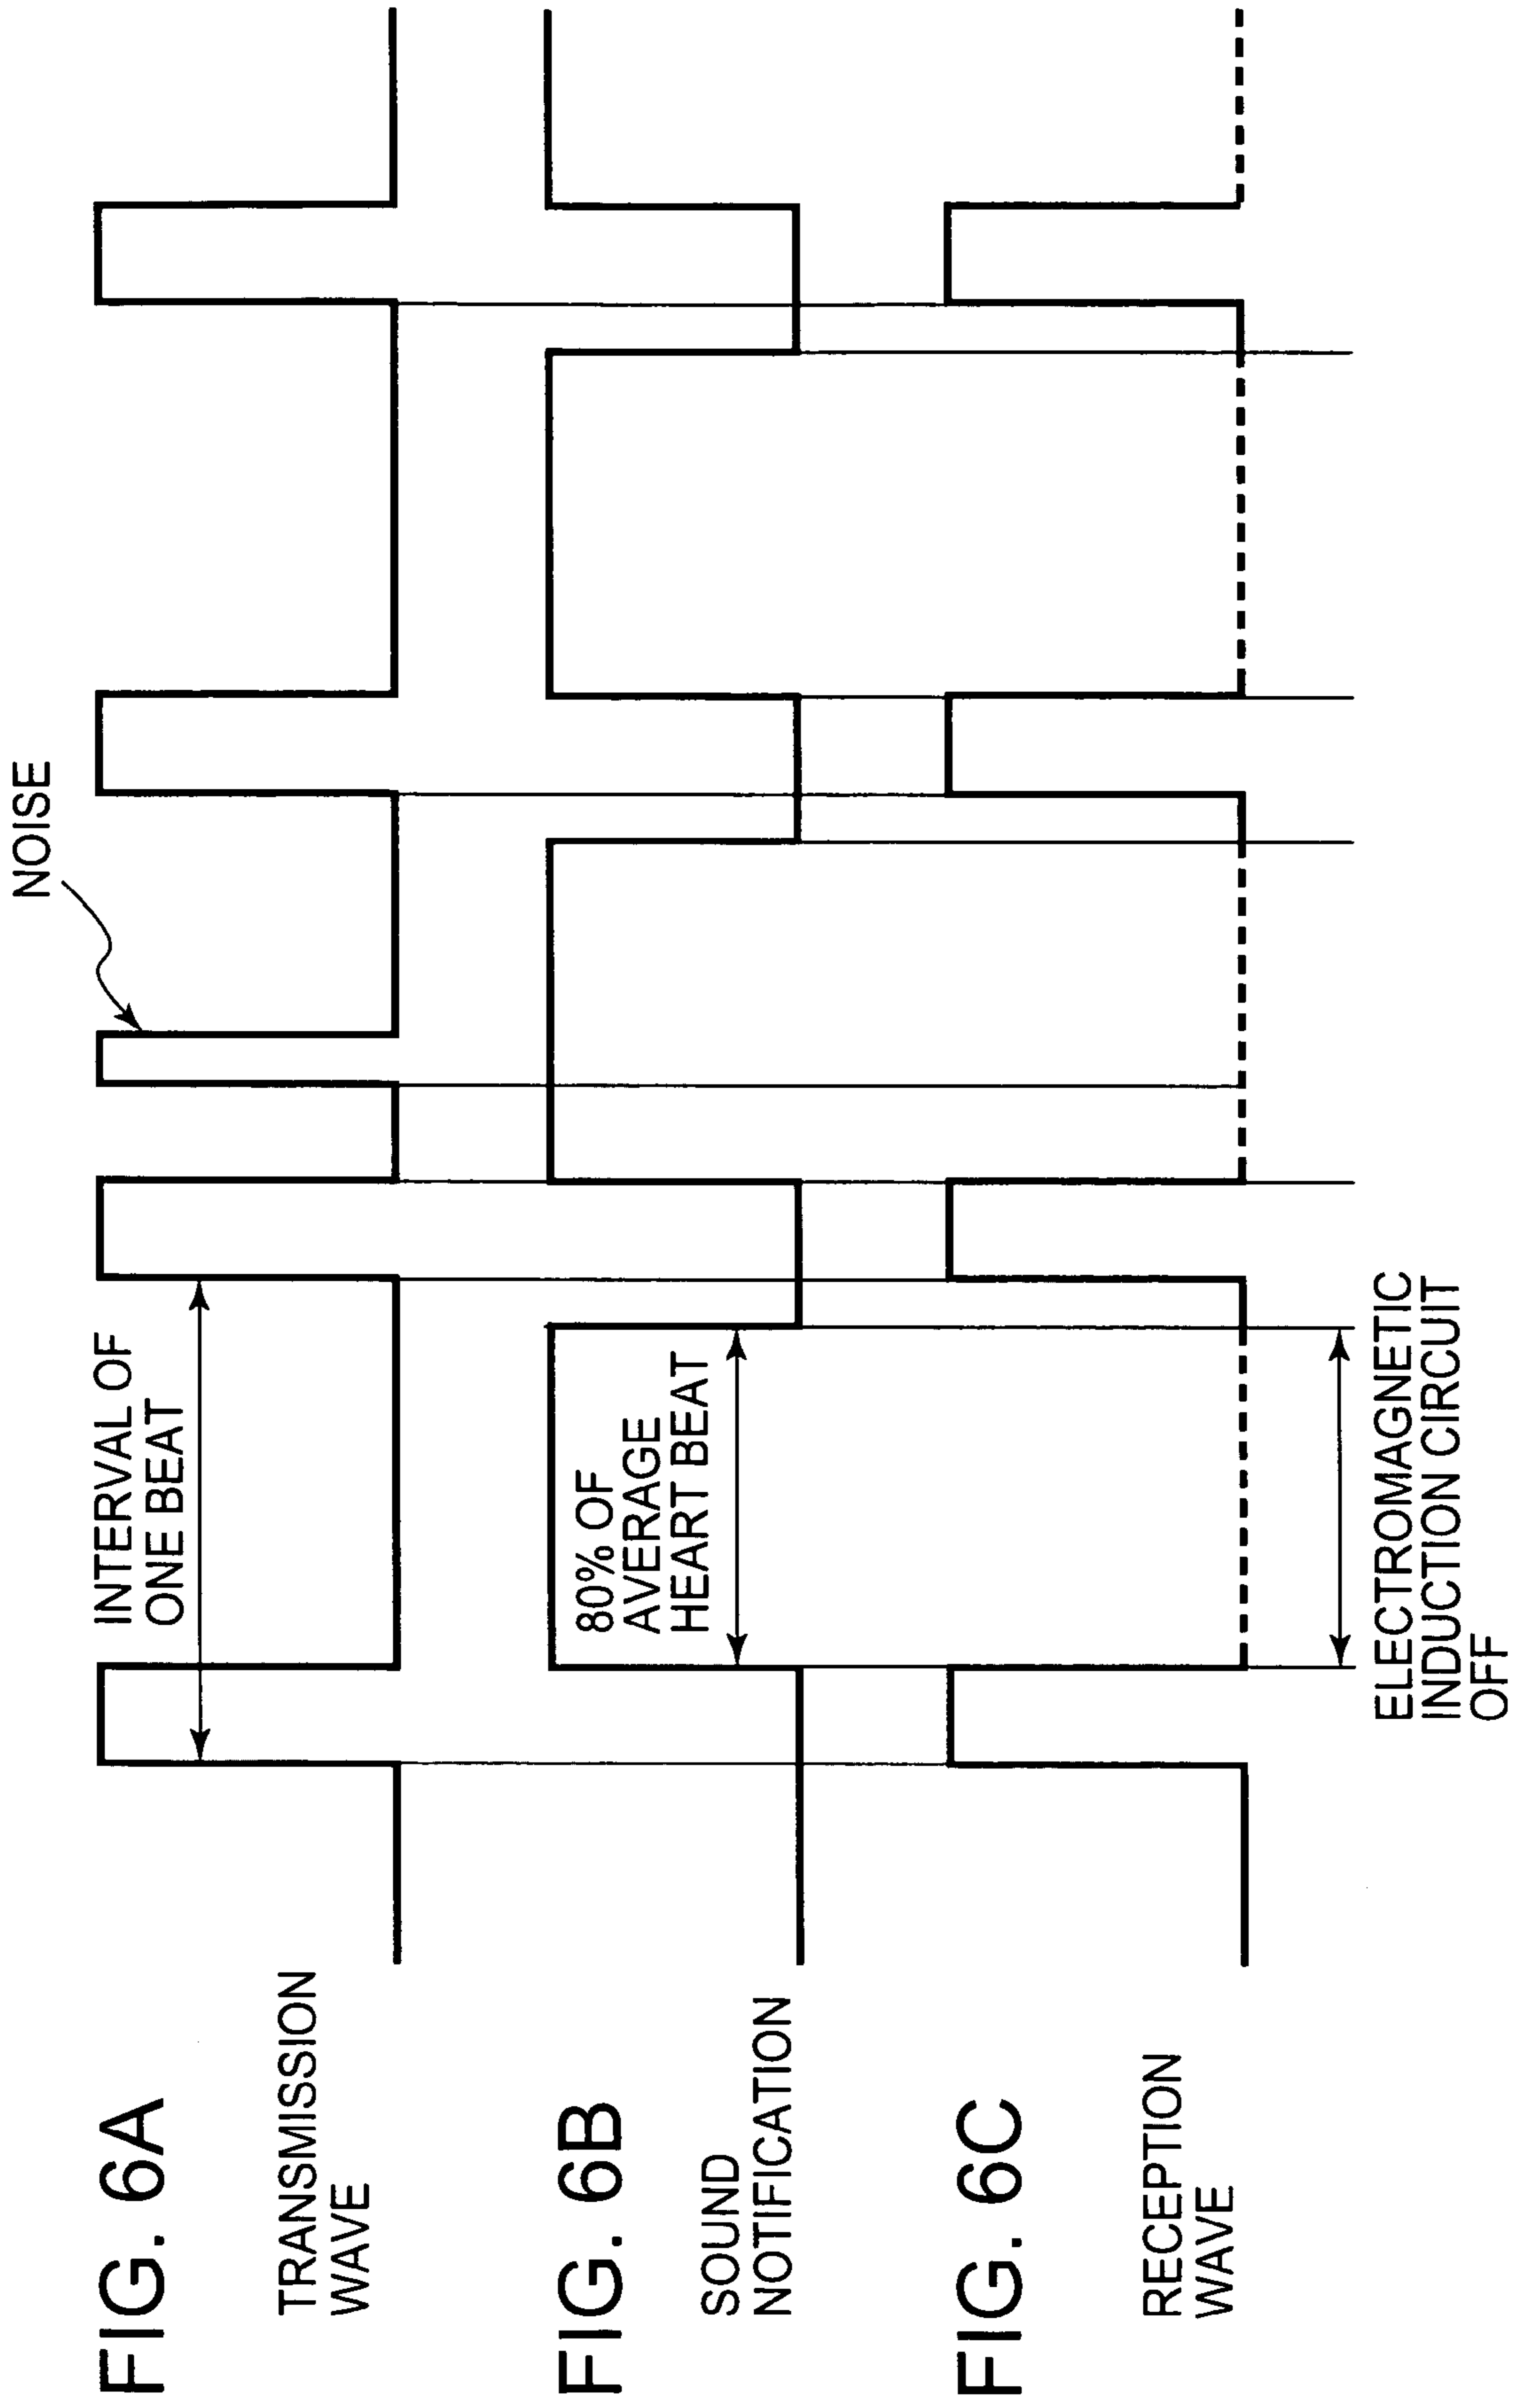 FIG. 6A
TRANSMISSION
WAVE
INTERVAL OF
ONE BEAT
NOISE
FIG. 6B
SOUND
NOTIFICATION
80% OF
AVERAGE
HEART BEAT
FIG. 6C
RECEPTION
WAVE
ELECTROMAGNETIC
INDUCTION CIRCUIT
OFF